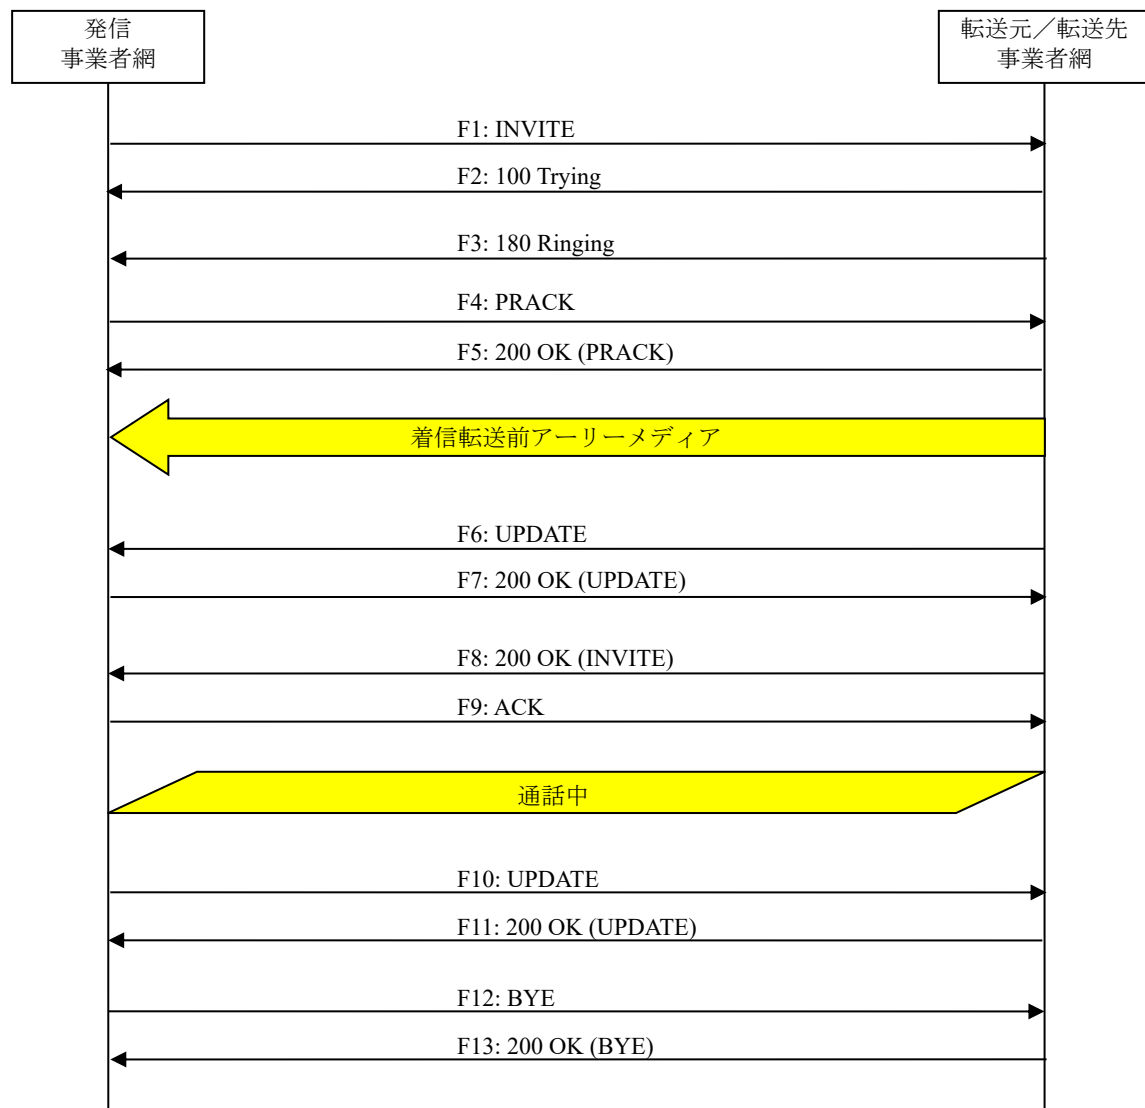 発信
事業者網
転送元／転送先
事業者網
F1: INVITE
F2: 100 Trying
F3: 180 Ringing
F4: PRACK
F5: 200 OK (PRACK)
着信転送前アーリーメディア
F6: UPDATE
F7: 200 OK (UPDATE)
F8: 200 OK (INVITE)
F9: ACK
通話中
F10: UPDATE
F11: 200 OK (UPDATE)
F12: BYE
F13: 200 OK (BYE)